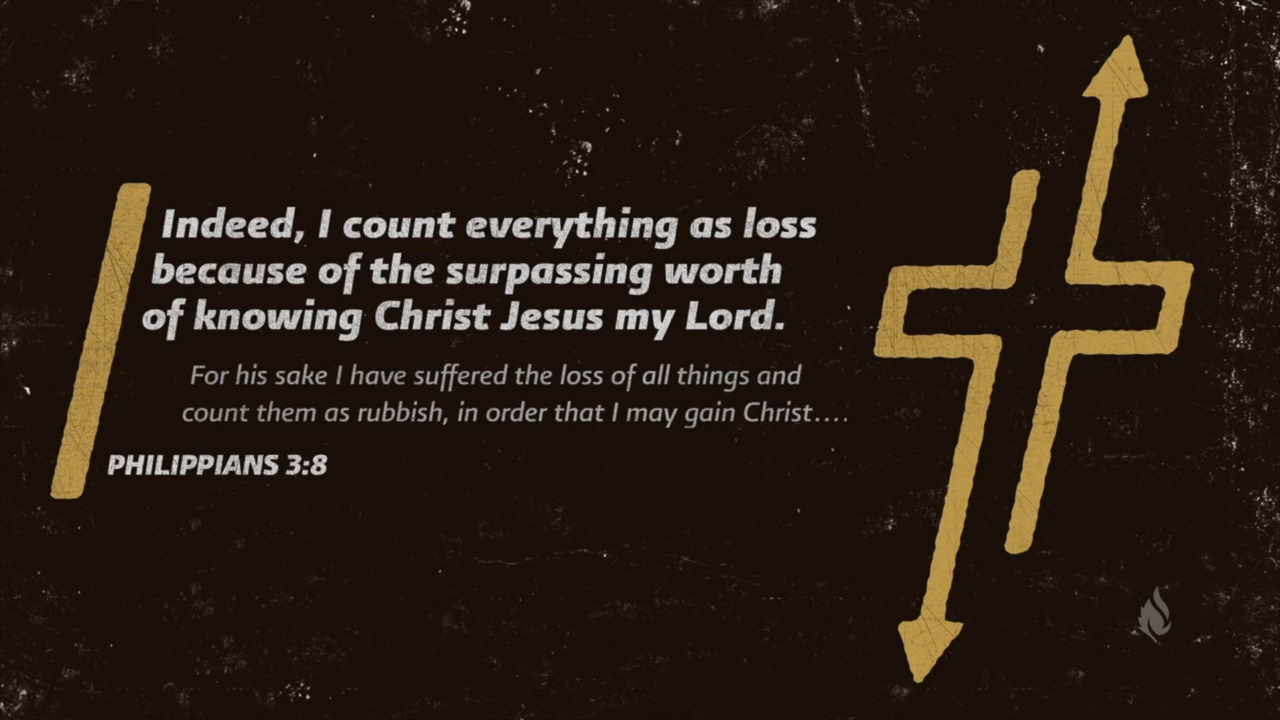 Indeed, I count everything as loss
because of the surpassing worth
of knowing Christ Jesus my Lord.
For his sake I have suffered the loss of all things and
count them as rubbish, in order that I may gain Christ....
PHILIPPIANS 3:8